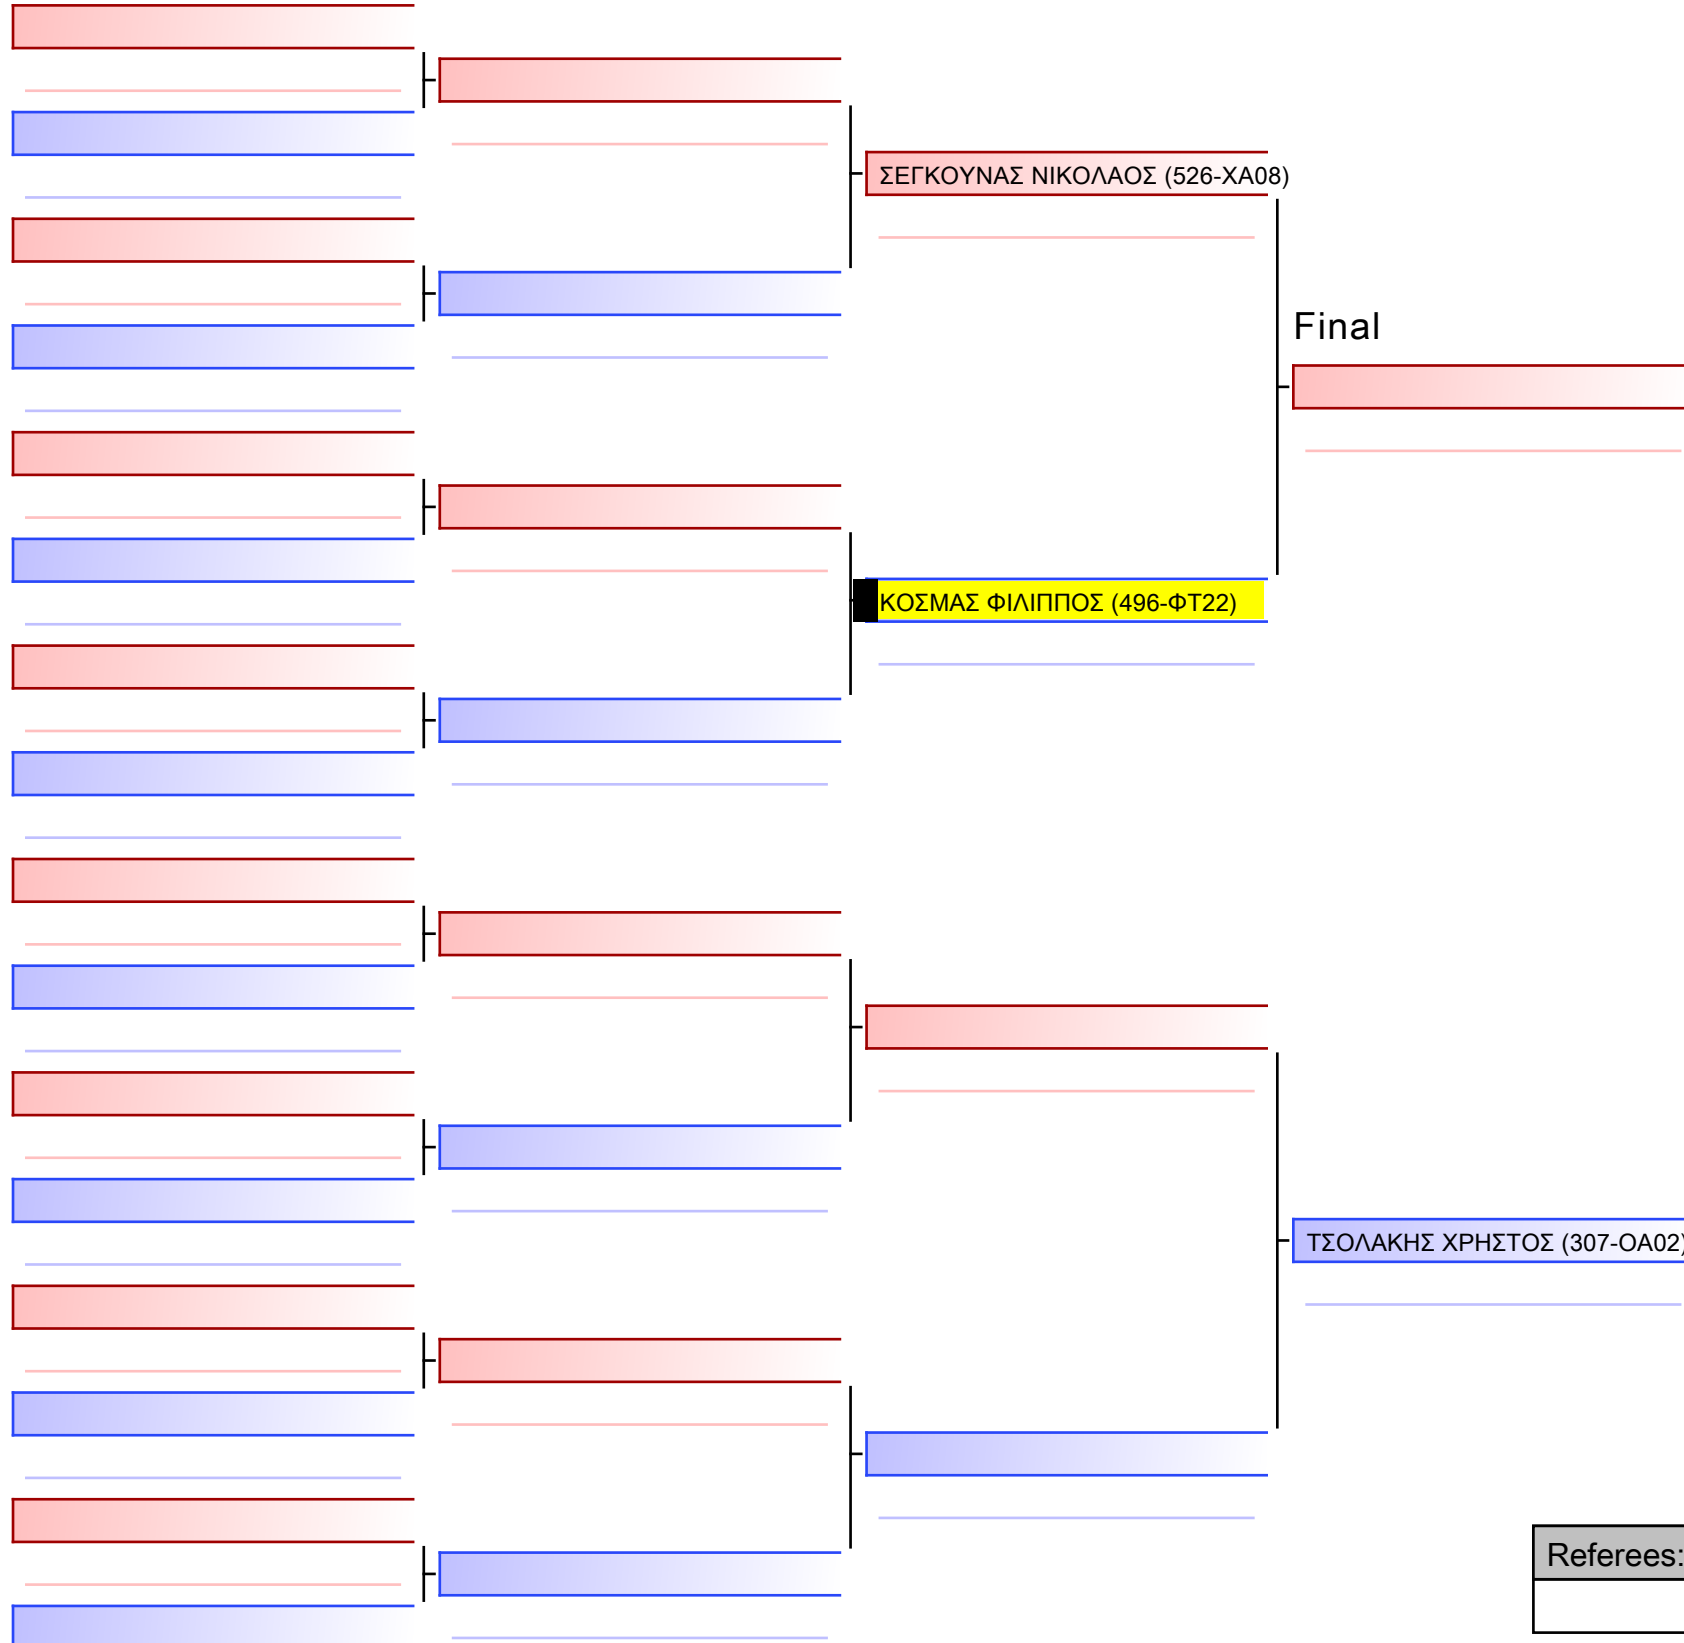 ΣΕΓΚΟΥΝΑΣ ΝΙΚΟΛΑΟΣ (526-ΧΑ08)
Final
ΚΟΣΜΑΣ ΦΙΛΙΠΠΟΣ (496-ΦΤ22)
ΤΣΟΛΑΚΗΣ ΧΡΗΣΤΟΣ (307-ΟΑ02)
Referees: